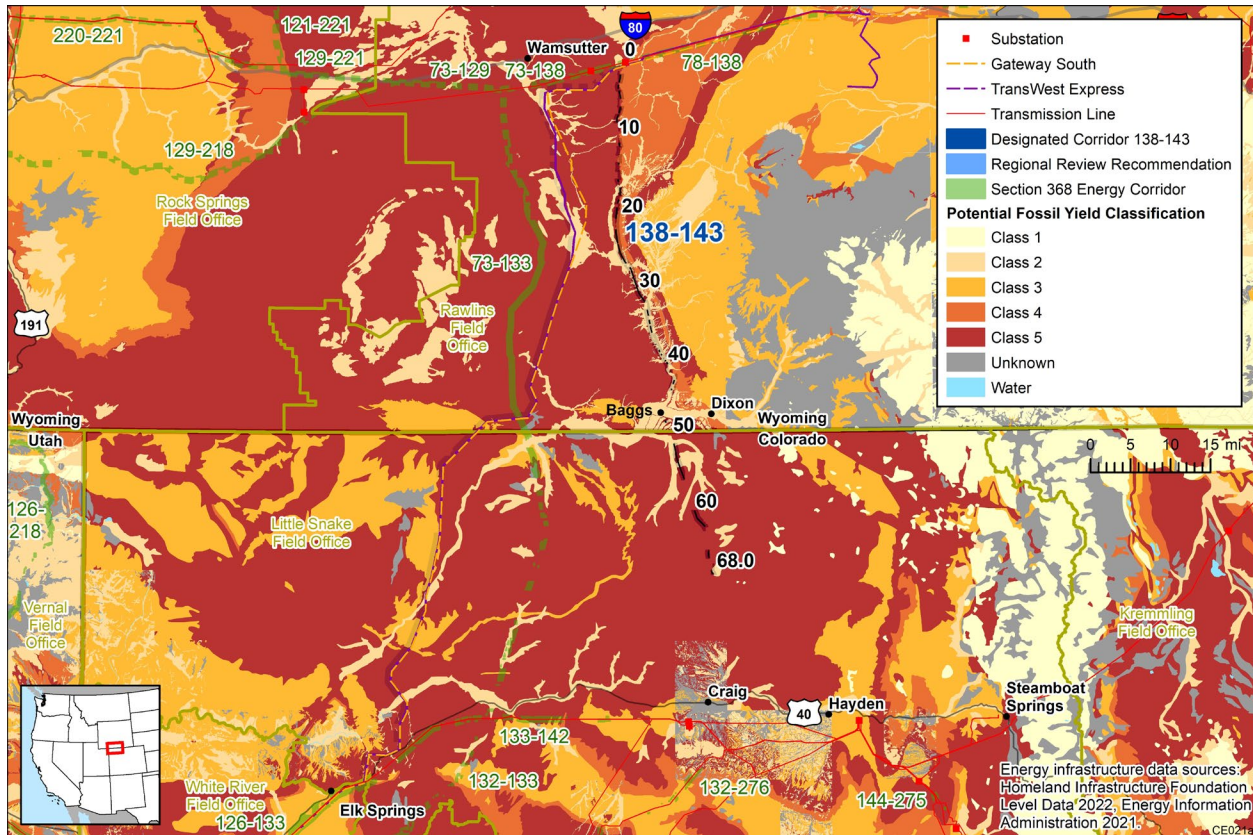 220-221
121-221
129-221
Wamsutter
80
0
73-129
73-138
78-138
129-218
10
Rock Springs
Field Office
20
138-143
73-133
30
191
Rawlins
Field
Office
40
Baggs
Dixon
Wyoming
Utah
50
Wyoming
Colorado
0 5 10 15 mi
126-
218
60
Little Snake
Field Office
68.0
Vernal
Field
Office
Kremmling
Field Office
Craig
40
Hayden
Steamboat
Springs
133-142
132-133
132-276
144-275
White River
Field Office
126-133
Elk Springs
Substation
Gateway South
TransWest Express
Transmission Line
Designated Corridor 138-143
Regional Review Recommendation
Section 368 Energy Corridor
Potential Fossil Yield Classification
Class 1
Class 2
Class 3
Class 4
Class 5
Unknown
Water
Energy infrastructure data sources:
Homeland Infrastructure Foundation
Level Data 2022, Energy Information
Administration 2021.